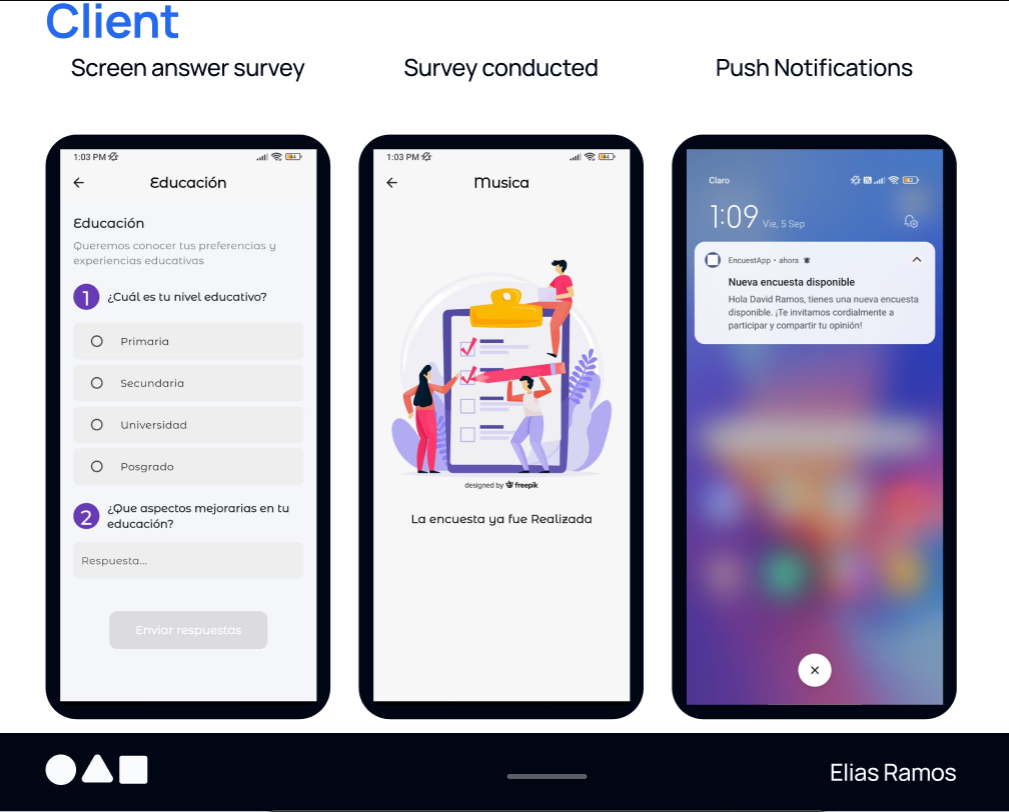 Client
Screen answer survey
Survey conducted
Push Notifications
1:03 PM
Educación
Educación
Queremos conocer tus preferencias y
experiencias educativas
1
¿Cuál es tu nivel educativo?
Primaria
Secundaria
Universidad
Posgrado
2
¿Que aspectos mejorarias en tu
educación?
Respuesta...
Enviar respuestas
1:03 PM
Musica
designed by freepik
La encuesta ya fue Realizada
Claro
1:09 Vie, 5 Sep
EncuestApp • ahora
Nueva encuesta disponible
Hola David Ramos, tienes una nueva encuesta
disponible. ¡Te invitamos cordialmente a
participar y compartir tu opinión!
Elias Ramos